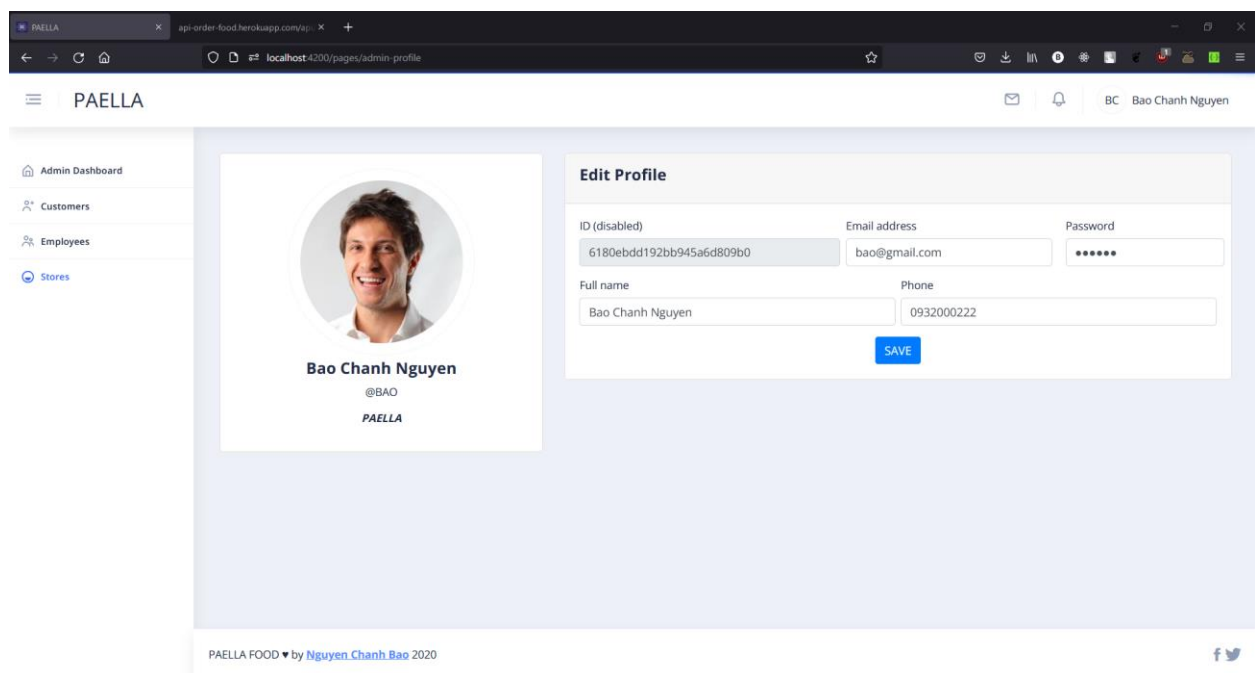 PAELLA
api-order-food.herokuapp.com/api
localhost:4200/pages/admin-profile
PAELLA
BC Bao Chanh Nguyen
Admin Dashboard
Customers
Employees
Stores
Bao Chanh Nguyen
@BAO
PAELLA
Edit Profile
ID (disabled) Email address Password
6180ebdd192bb945a6d809b0 bao@gmail.com ●●●●●●
Full name Phone
Bao Chanh Nguyen 0932000222
SAVE
PAELLA FOOD ♥ by Nguyen Chanh Bao 2020